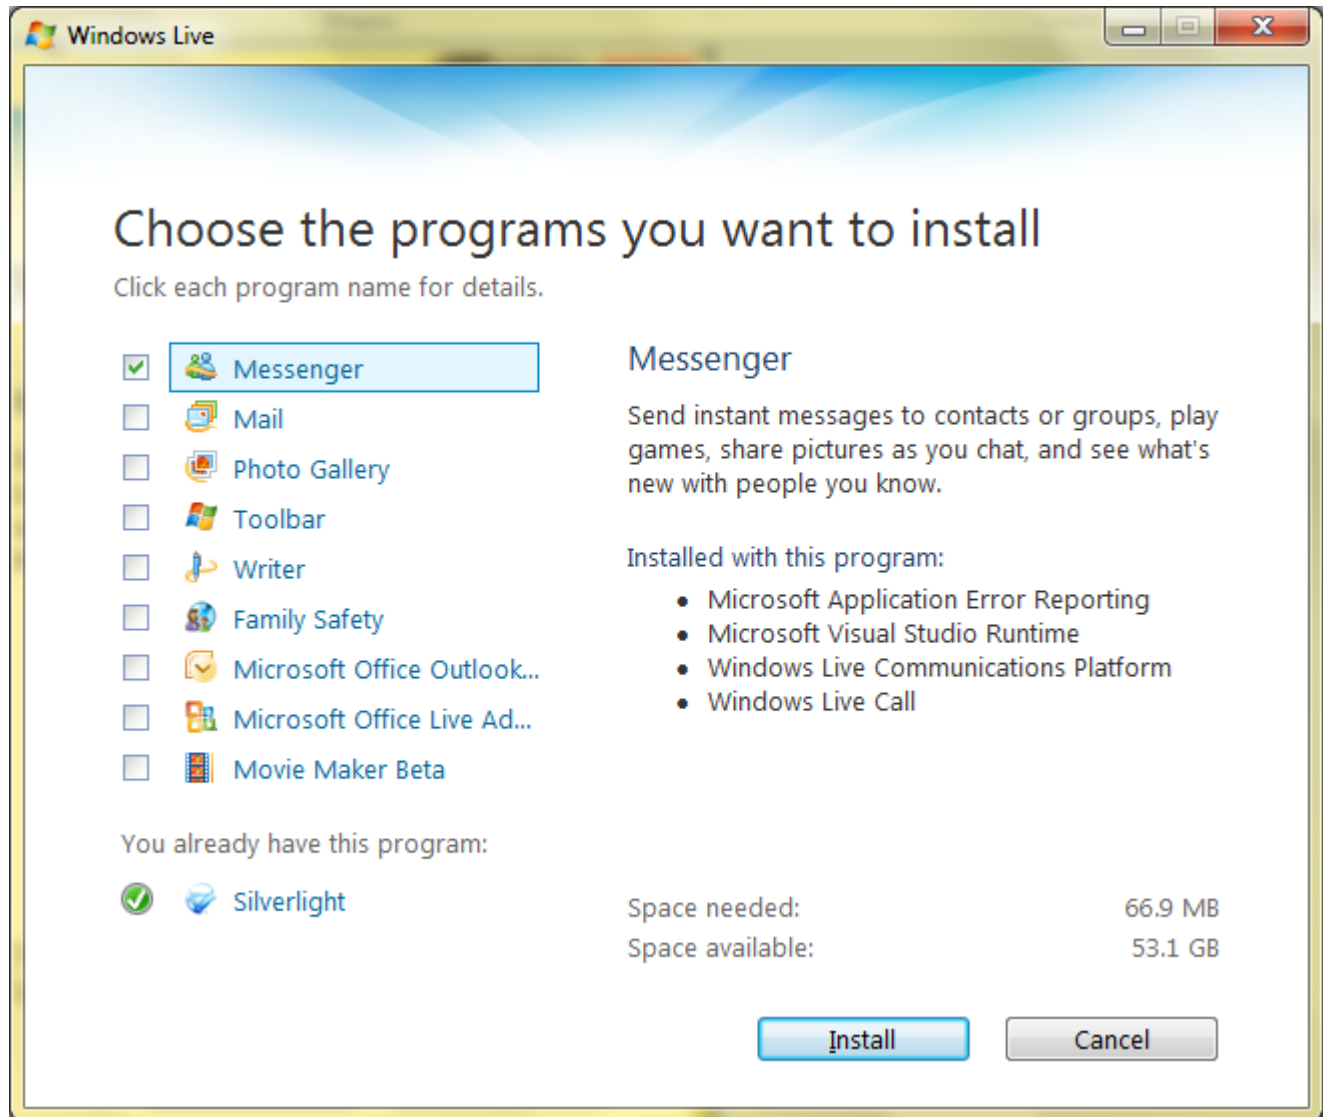 Windows Live
Choose the programs you want to install
Click each program name for details.
Messenger
Mail
Photo Gallery
Toolbar
Writer
Family Safety
Microsoft Office Outlook...
Microsoft Office Live Ad...
Movie Maker Beta
You already have this program:
Silverlight
Messenger
Send instant messages to contacts or groups, play
games, share pictures as you chat, and see what's
new with people you know.
Installed with this program:
• Microsoft Application Error Reporting
• Microsoft Visual Studio Runtime
• Windows Live Communications Platform
• Windows Live Call
Space needed: 66.9 MB
Space available: 53.1 GB
Install Cancel